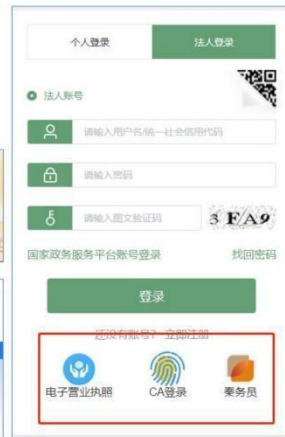 个人登录 法人登录
法人账号
请输入用户名/统一社会信用代码
请输入密码
请输入图文验证码 3 FA9
国家政务服务平台账号登录 找回密码
登录
还没有账号？ 立即注册
电子营业执照 CA登录 秦务员